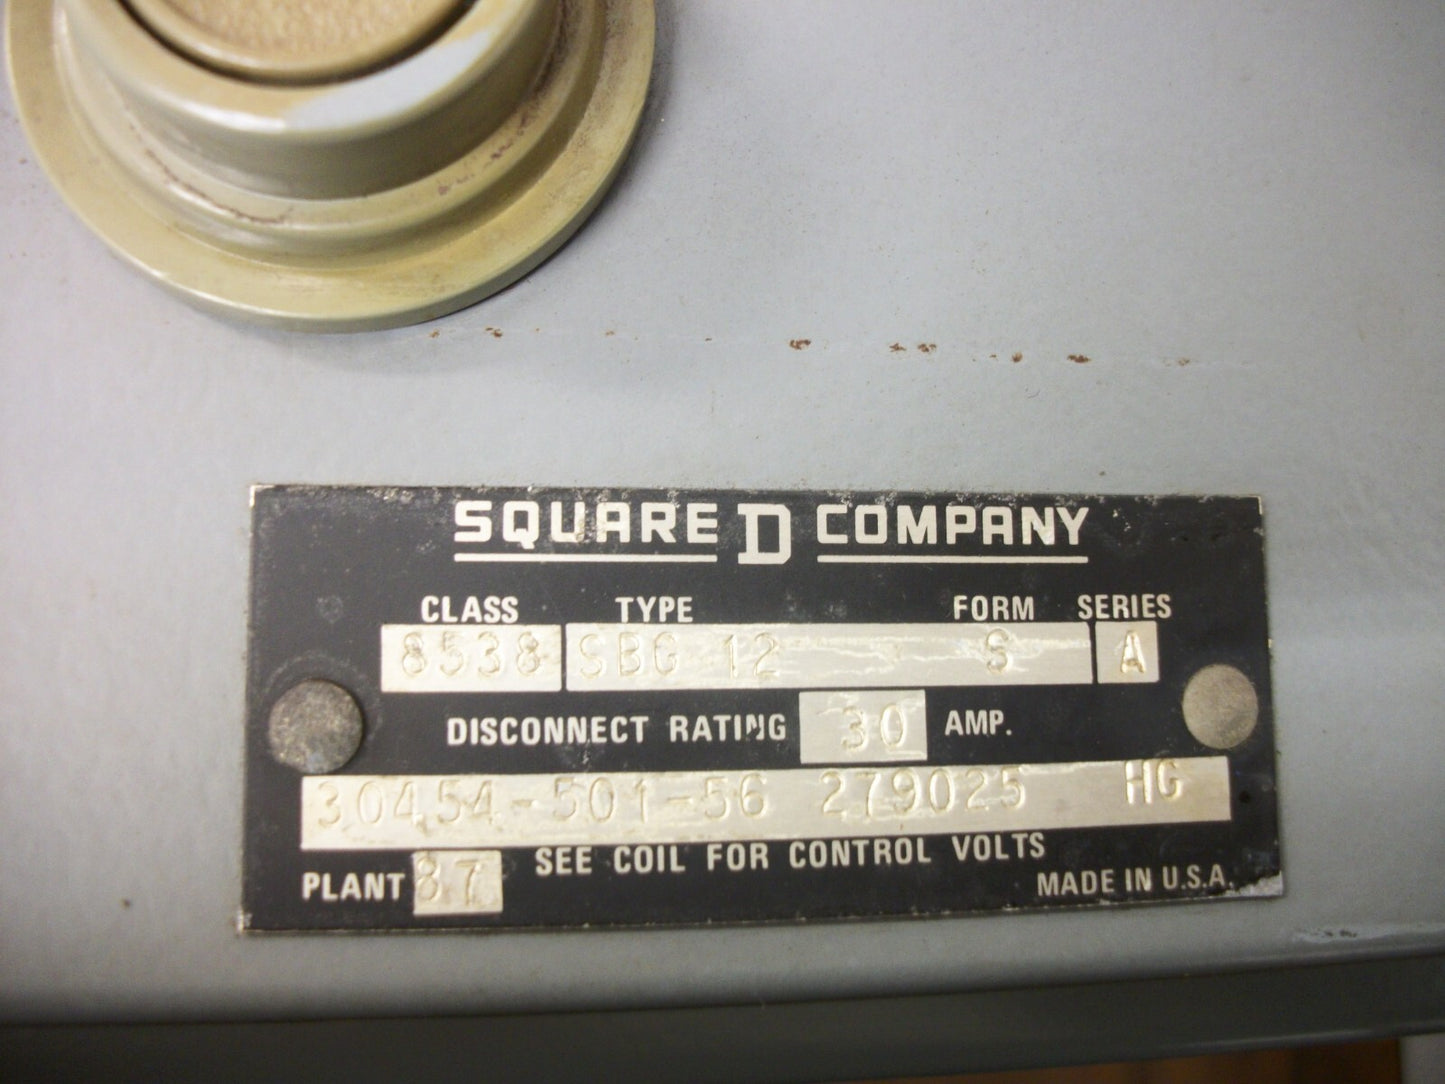 SQUARE D COMPANY
CLASS TYPE FORM SERIES
8538 SBG 12 S A
DISCONNECT RATING 30 AMP.
30454-501-56 279025 HG
SEE COIL FOR CONTROL VOLTS
PLANT 87 MADE IN U.S.A.